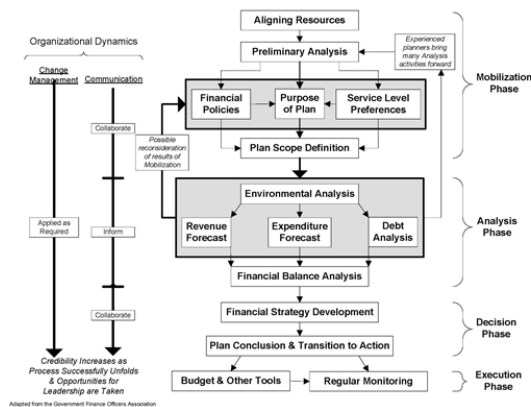 Organizational Dynamics
Change
Management
Communication
Collaborate
Applied as
Required
Inform
Collaborate
Credibility Increases as
Process Successfully Unfolds
& Opportunities for
Leadership are Taken
Adapted from the Government Finance Officers Association
Aligning Resources
Preliminary Analysis
Experienced
planners bring
many Analysis
activities forward
Financial
Policies
Purpose
of Plan
Service Level
Preferences
Possible
reconsideration
of results of
Mobilization
Plan Scope Definition
Environmental Analysis
Revenue
Forecast
Expenditure
Forecast
Debt
Analysis
Financial Balance Analysis
Financial Strategy Development
Plan Conclusion & Transition to Action
Budget & Other Tools
Regular Monitoring
Mobilization
Phase
Analysis
Phase
Decision
Phase
Execution
Phase